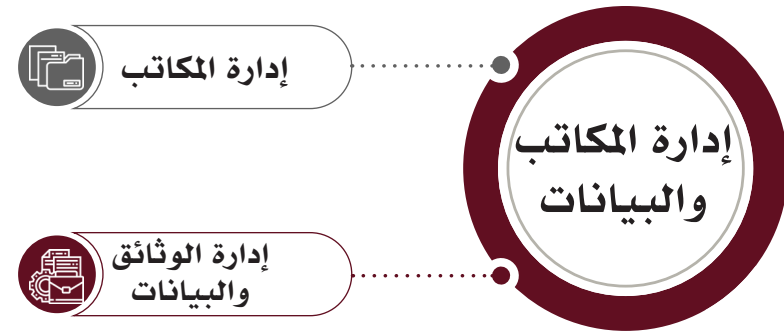 إدارة المكاتب
والبيانات
إدارة المكاتب
إدارة الوثائق
والبيانات